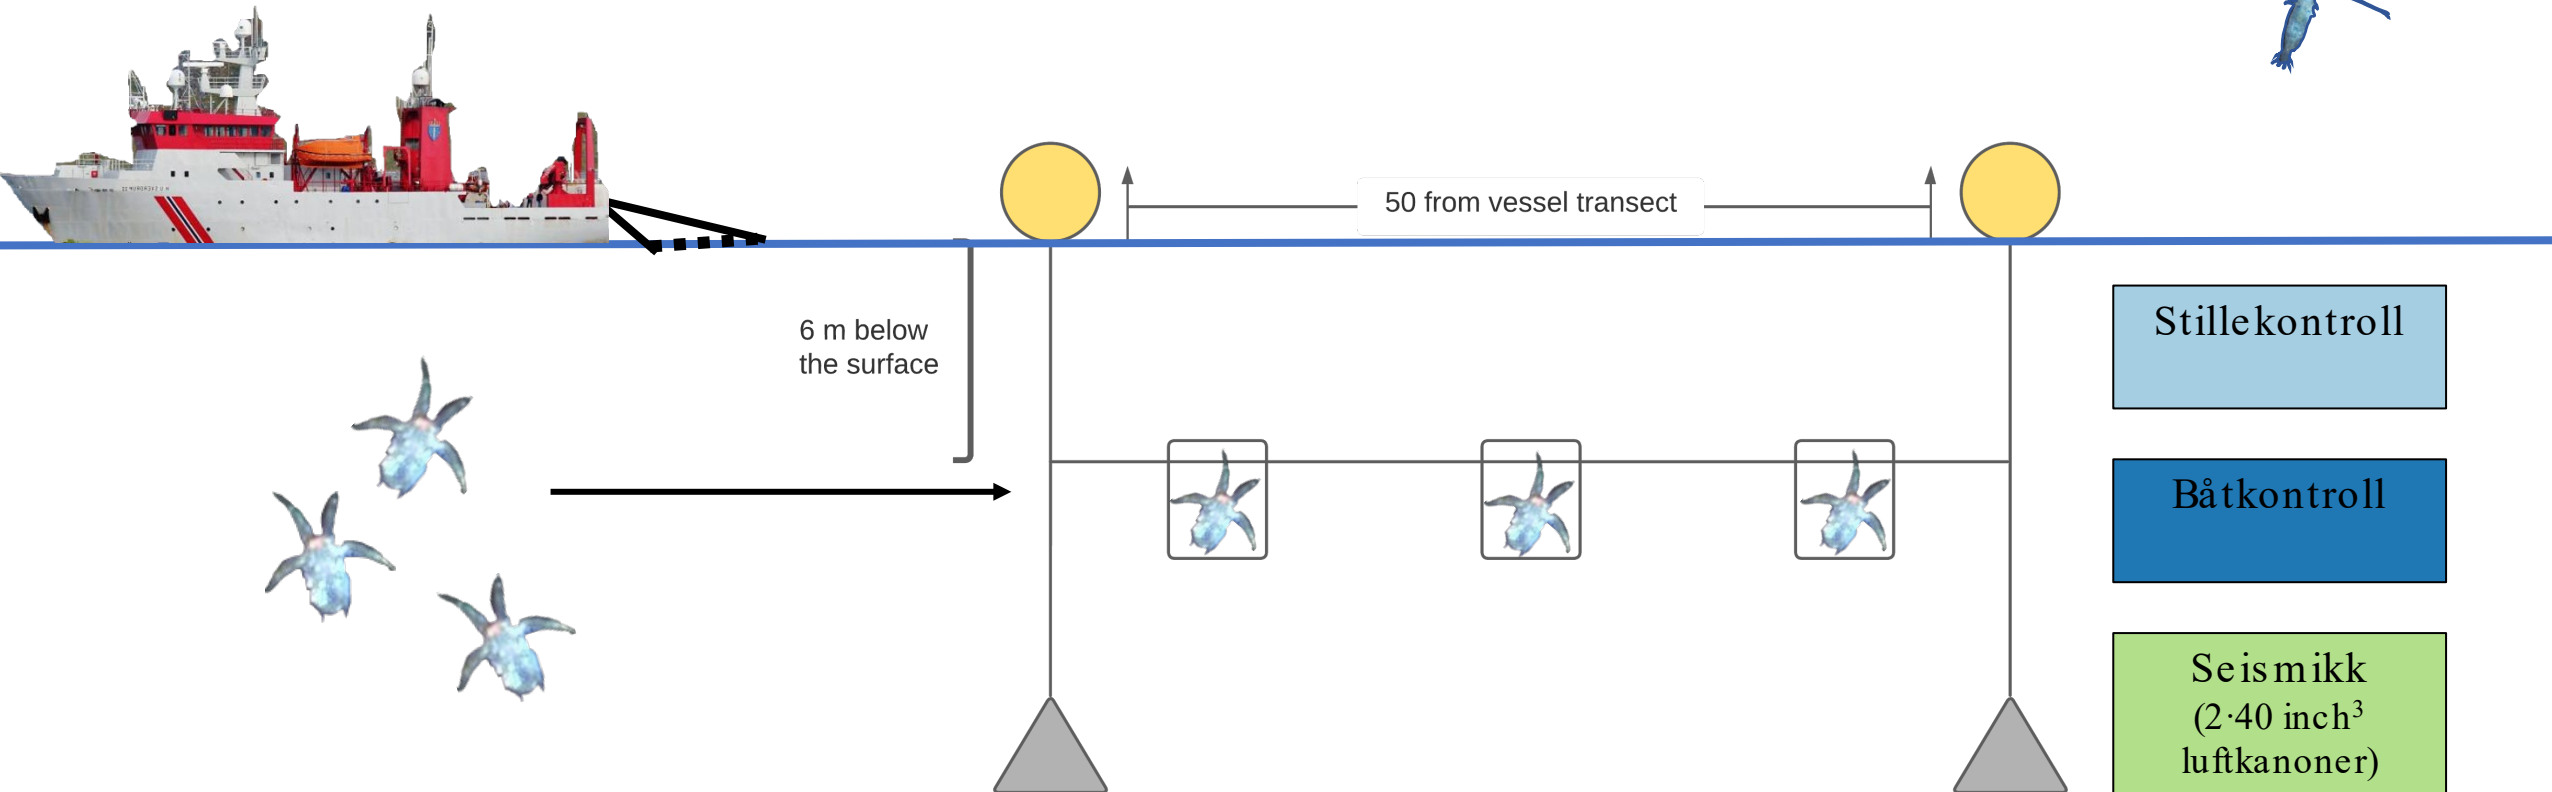 50 from vessel transect
6 m below
the surface
Stillekontroll
Båtkontroll
Seismikk
(2·40 inch³
luftkanoner)